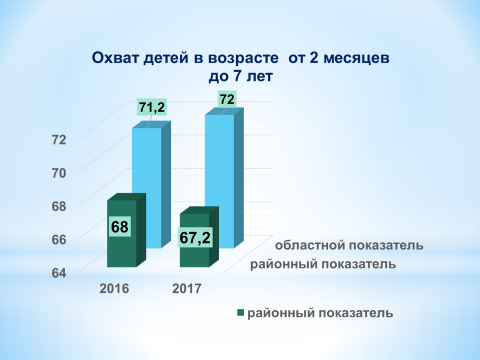 Охват детей в возрасте от 2 месяцев
до 7 лет
71,2
72
72
70
68
66
64
68
67,2
областной показатель
районный показатель
2016
2017
районный показатель